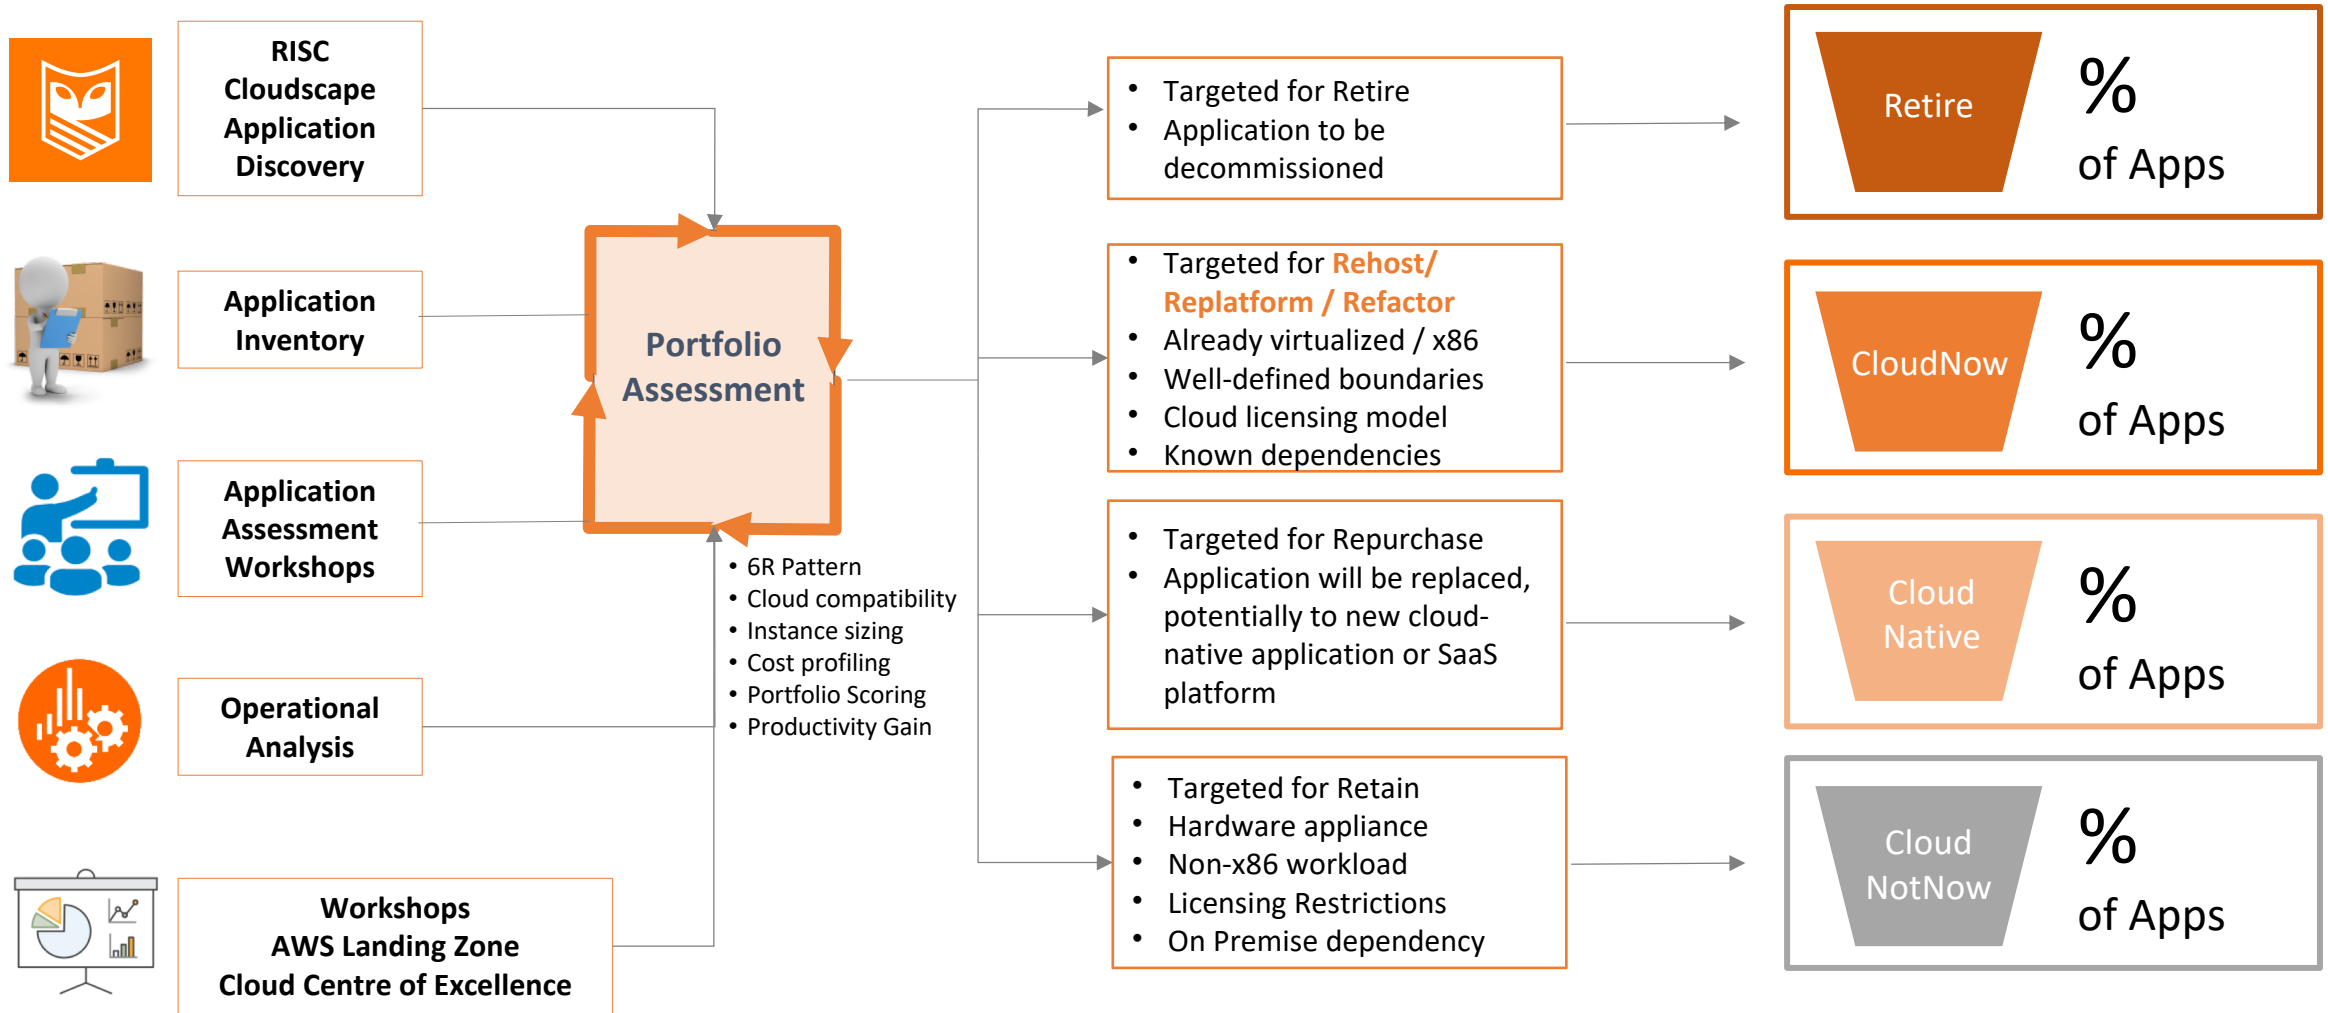 RISC
Cloudscape
Application
Discovery
Application
Inventory
Application
Assessment
Workshops
Operational
Analysis
Workshops
AWS Landing Zone
Cloud Centre of Excellence
Portfolio
Assessment
• 6R Pattern
• Cloud compatibility
• Instance sizing
• Cost profiling
• Portfolio Scoring
• Productivity Gain
• Targeted for Retire
• Application to be
decommissioned
• Targeted for Rehost/
Replatform / Refactor
• Already virtualized / x86
• Well-defined boundaries
• Cloud licensing model
• Known dependencies
• Targeted for Repurchase
• Application will be replaced,
potentially to new cloud-
native application or SaaS
platform
• Targeted for Retain
• Hardware appliance
• Non-x86 workload
• Licensing Restrictions
• On Premise dependency
Retire
%
of Apps
CloudNow
%
of Apps
Cloud
Native
%
of Apps
Cloud
NotNow
%
of Apps